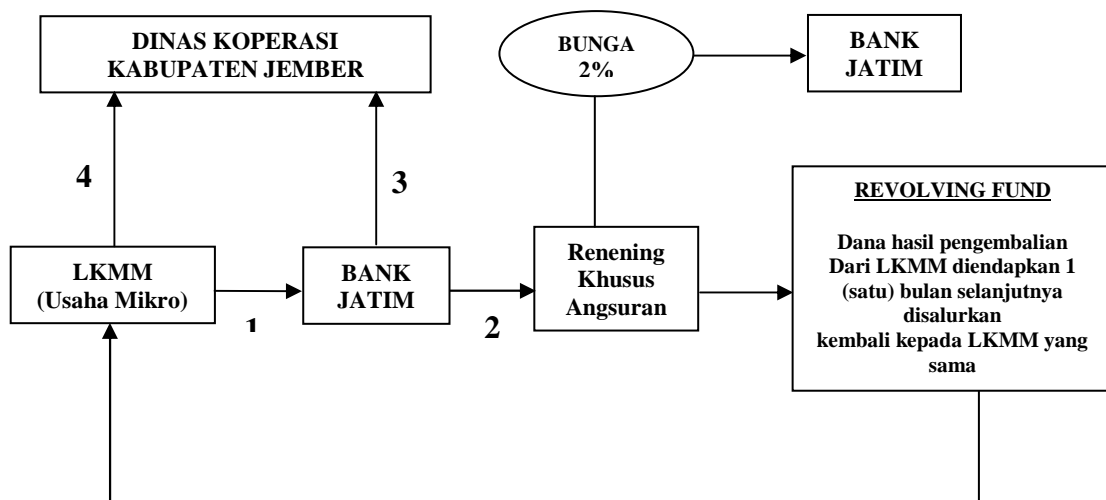 DINAS KOPERASI
KABUPATEN JEMBER
BUNGA
2%
BANK
JATIM
4
3
REVOLVING FUND
Dana hasil pengembalian
Dari LKMM diendapkan 1
(satu) bulan selanjutnya
disalurkan
kembali kepada LKMM yang
sama
LKMM
(Usaha Mikro)
1
BANK
JATIM
2
Renening
Khusus
Angsuran